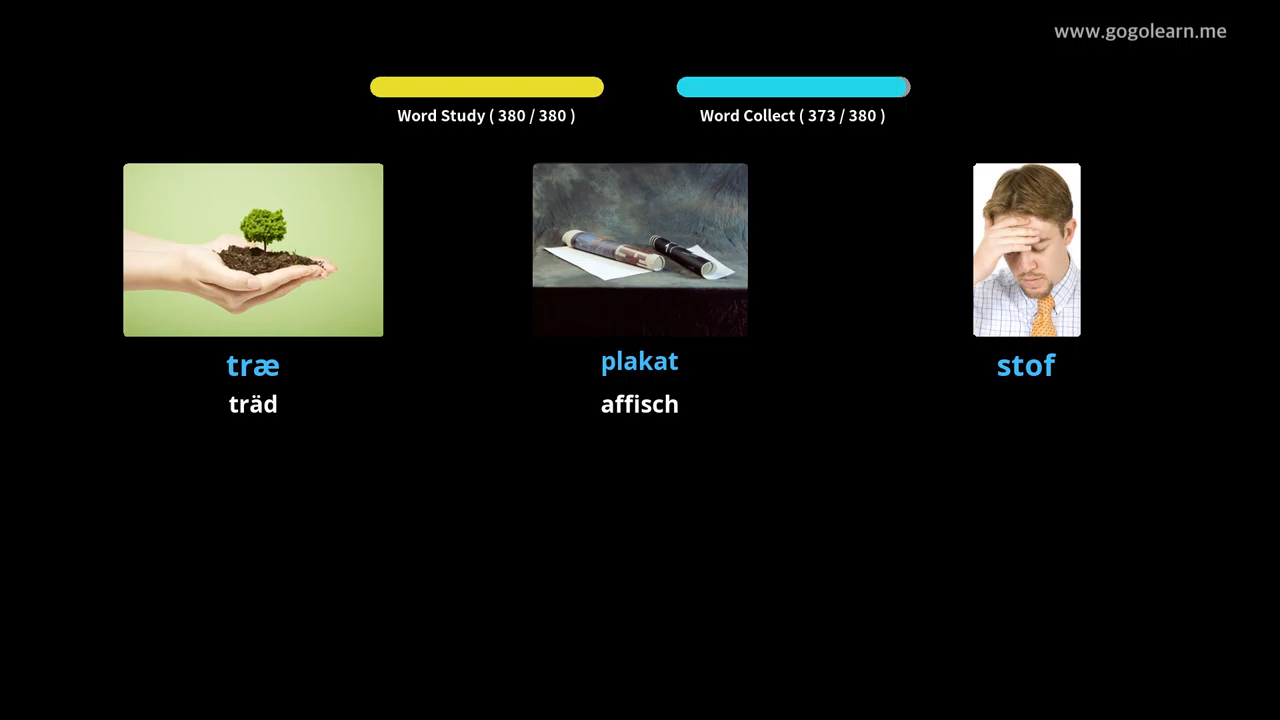 www.gogolearn.me
Word Study ( 380 / 380 )
Word Collect ( 373 / 380 )
træ
plakat
stof
träd
affisch